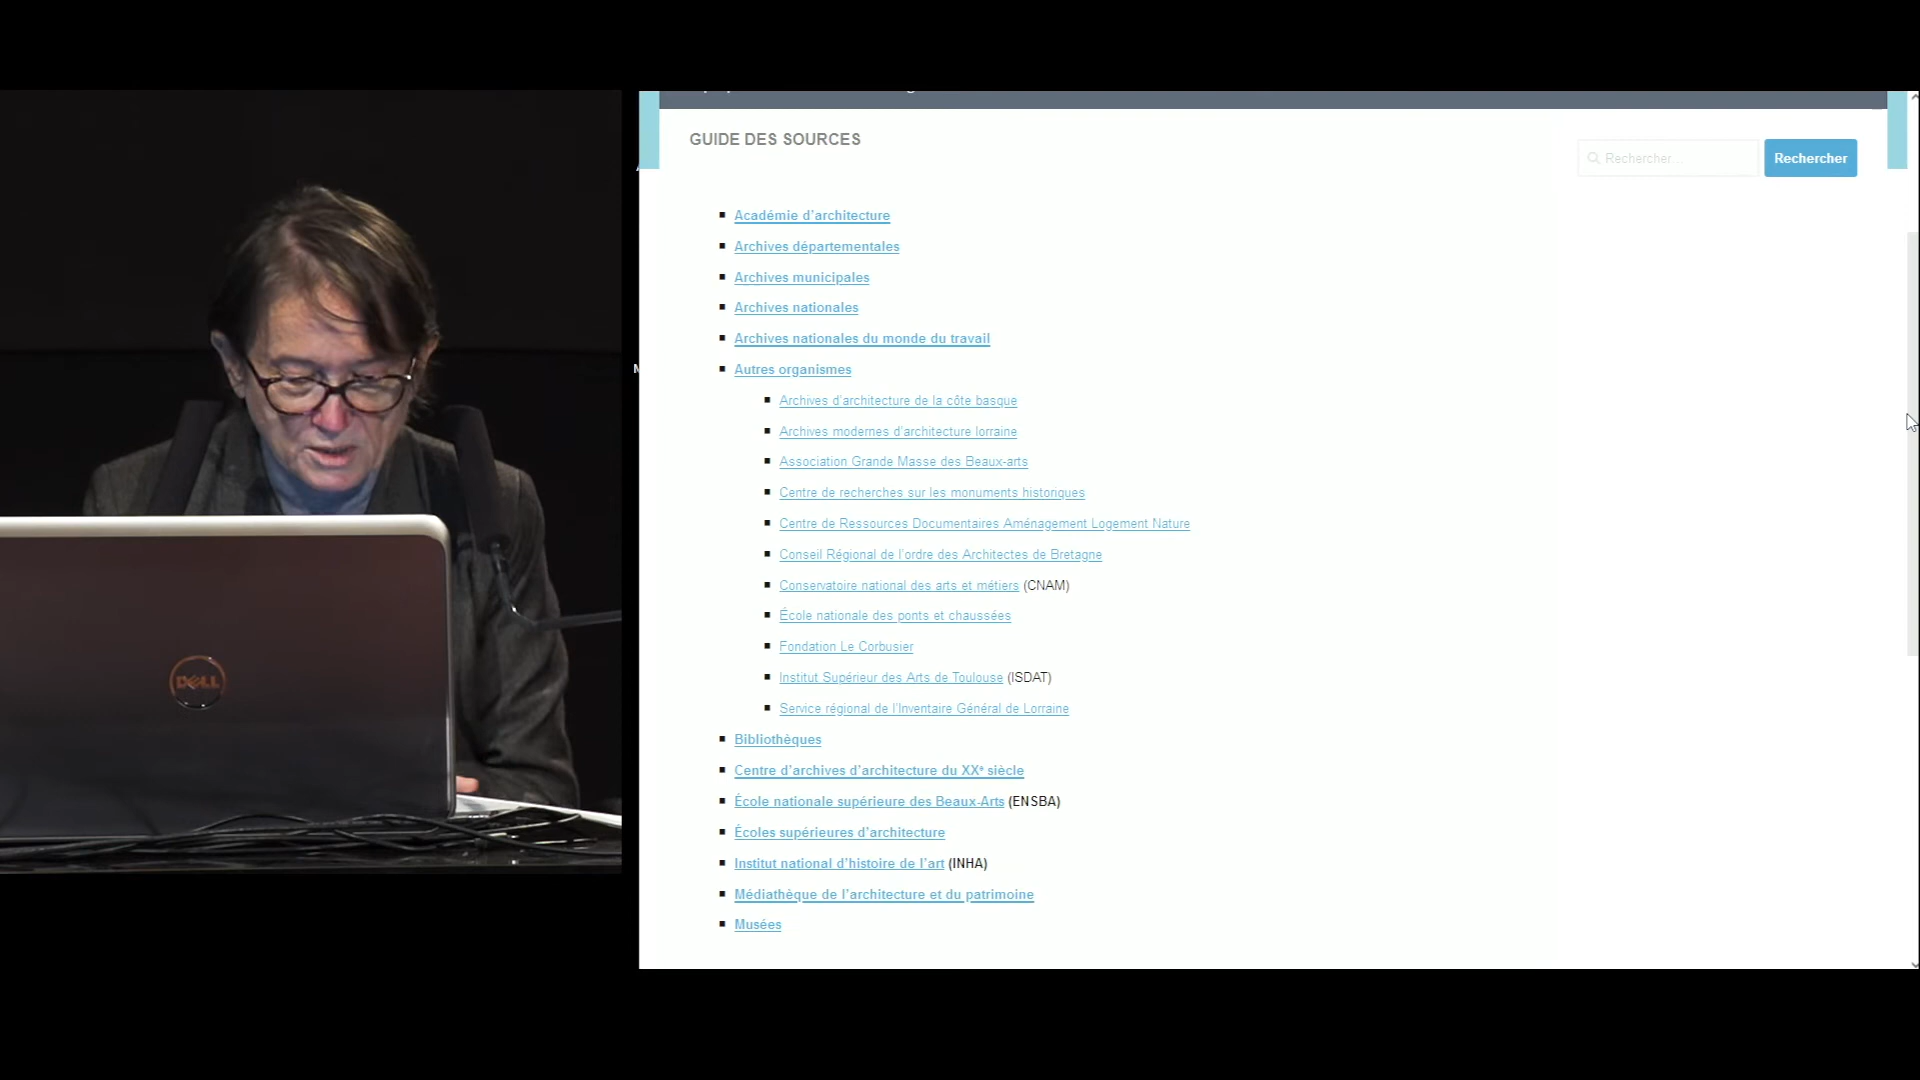 GUIDE DES SOURCES
Rechercher...
Rechercher
Académie d'architecture
Archives départementales
Archives municipales
Archives nationales
Archives nationales du monde du travail
Autres organismes
Archives d'architecture de la côte basque
Archives modernes d'architecture lorraine
Association Grande Masse des Beaux-arts
Centre de recherches sur les monuments historiques
Centre de Ressources Documentaires Aménagement Logement Nature
Conseil Régional de l'ordre des Architectes de Bretagne
Conservatoire national des arts et métiers (CNAM)
École nationale des ponts et chaussées
Fondation Le Corbusier
Institut Supérieur des Arts de Toulouse (ISDAT)
Service régional de l'Inventaire Général de Lorraine
Bibliothèques
Centre d'archives d'architecture du XXe siècle
École nationale supérieure des Beaux-Arts (ENSBA)
Écoles supérieures d'architecture
Institut national d'histoire de l'art (INHA)
Médiathèque de l'architecture et du patrimoine
Musées
DELL